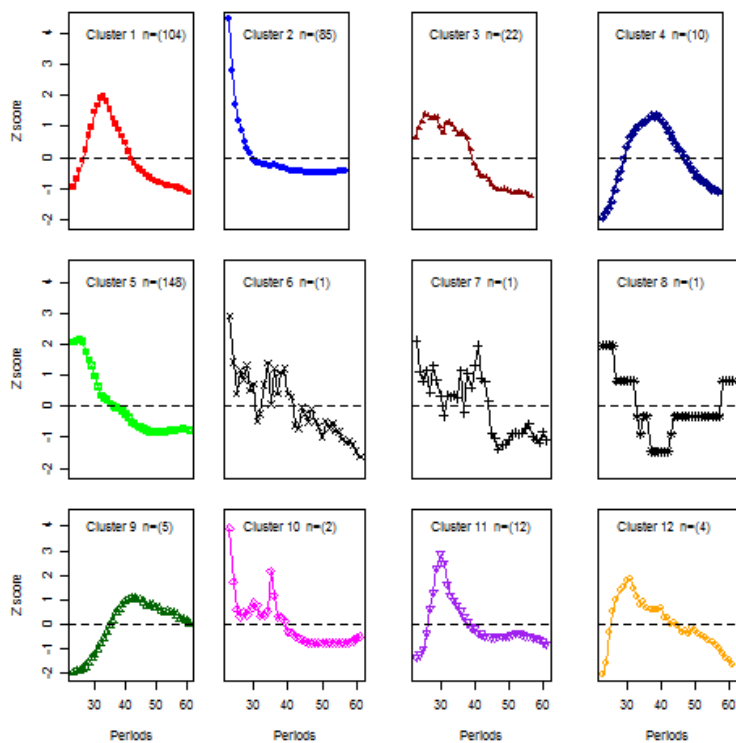 Cluster 1 n=(104)
Cluster 2 n=(85)
Cluster 3 n=(22)
Cluster 4 n=(10)
Z score
4
3
2
1
0
-1
-2
Cluster 5 n=(148)
Cluster 6 n=(1)
Cluster 7 n=(1)
Cluster 8 n=(1)
Z score
4
3
2
1
0
-1
-2
Cluster 9 n=(5)
Cluster 10 n=(2)
Cluster 11 n=(12)
Cluster 12 n=(4)
Z score
4
3
2
1
0
-1
-2
30 40 50 60
30 40 50 60
30 40 50 60
30 40 50 60
Periods
Periods
Periods
Periods